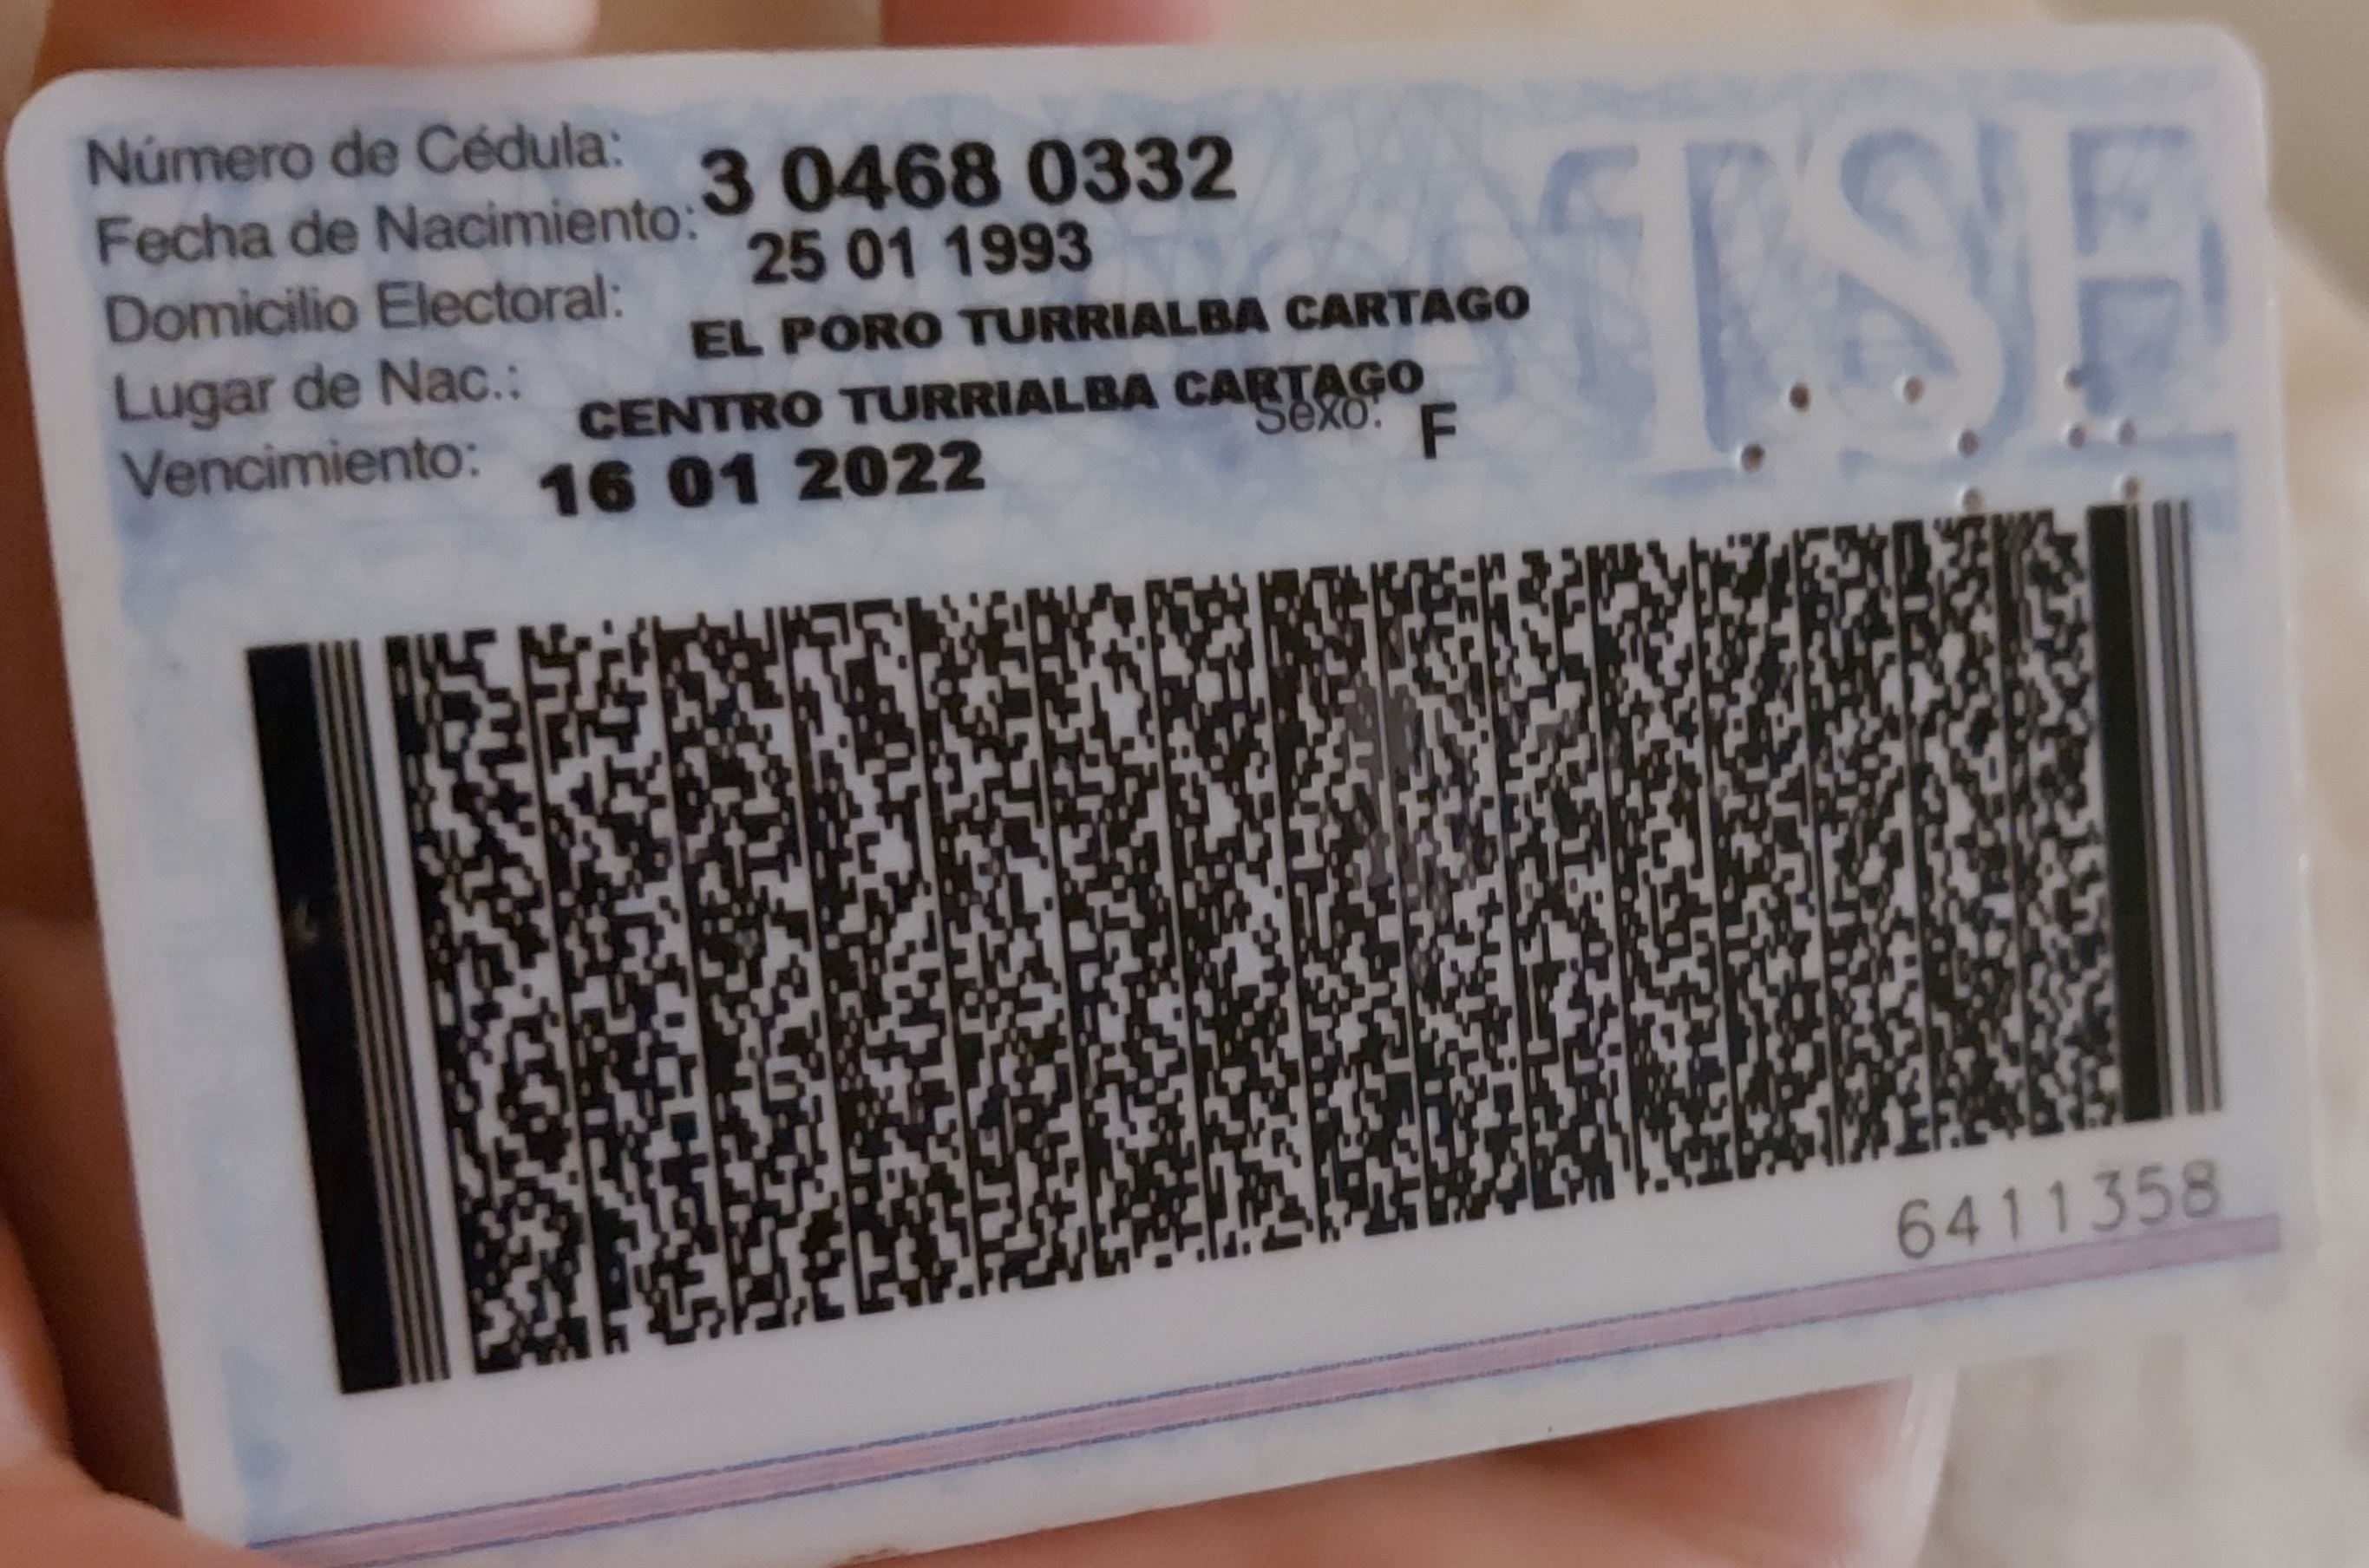 Número de Cédula: 3 0468 0332
Fecha de Nacimiento: 25 01 1993
Domicilio Electoral: EL PORO TURRIALBA CARTAGO
Lugar de Nac.: CENTRO TURRIALBA CARTAGO
Vencimiento: 16 01 2022 Sexo: F
TSE
6411358